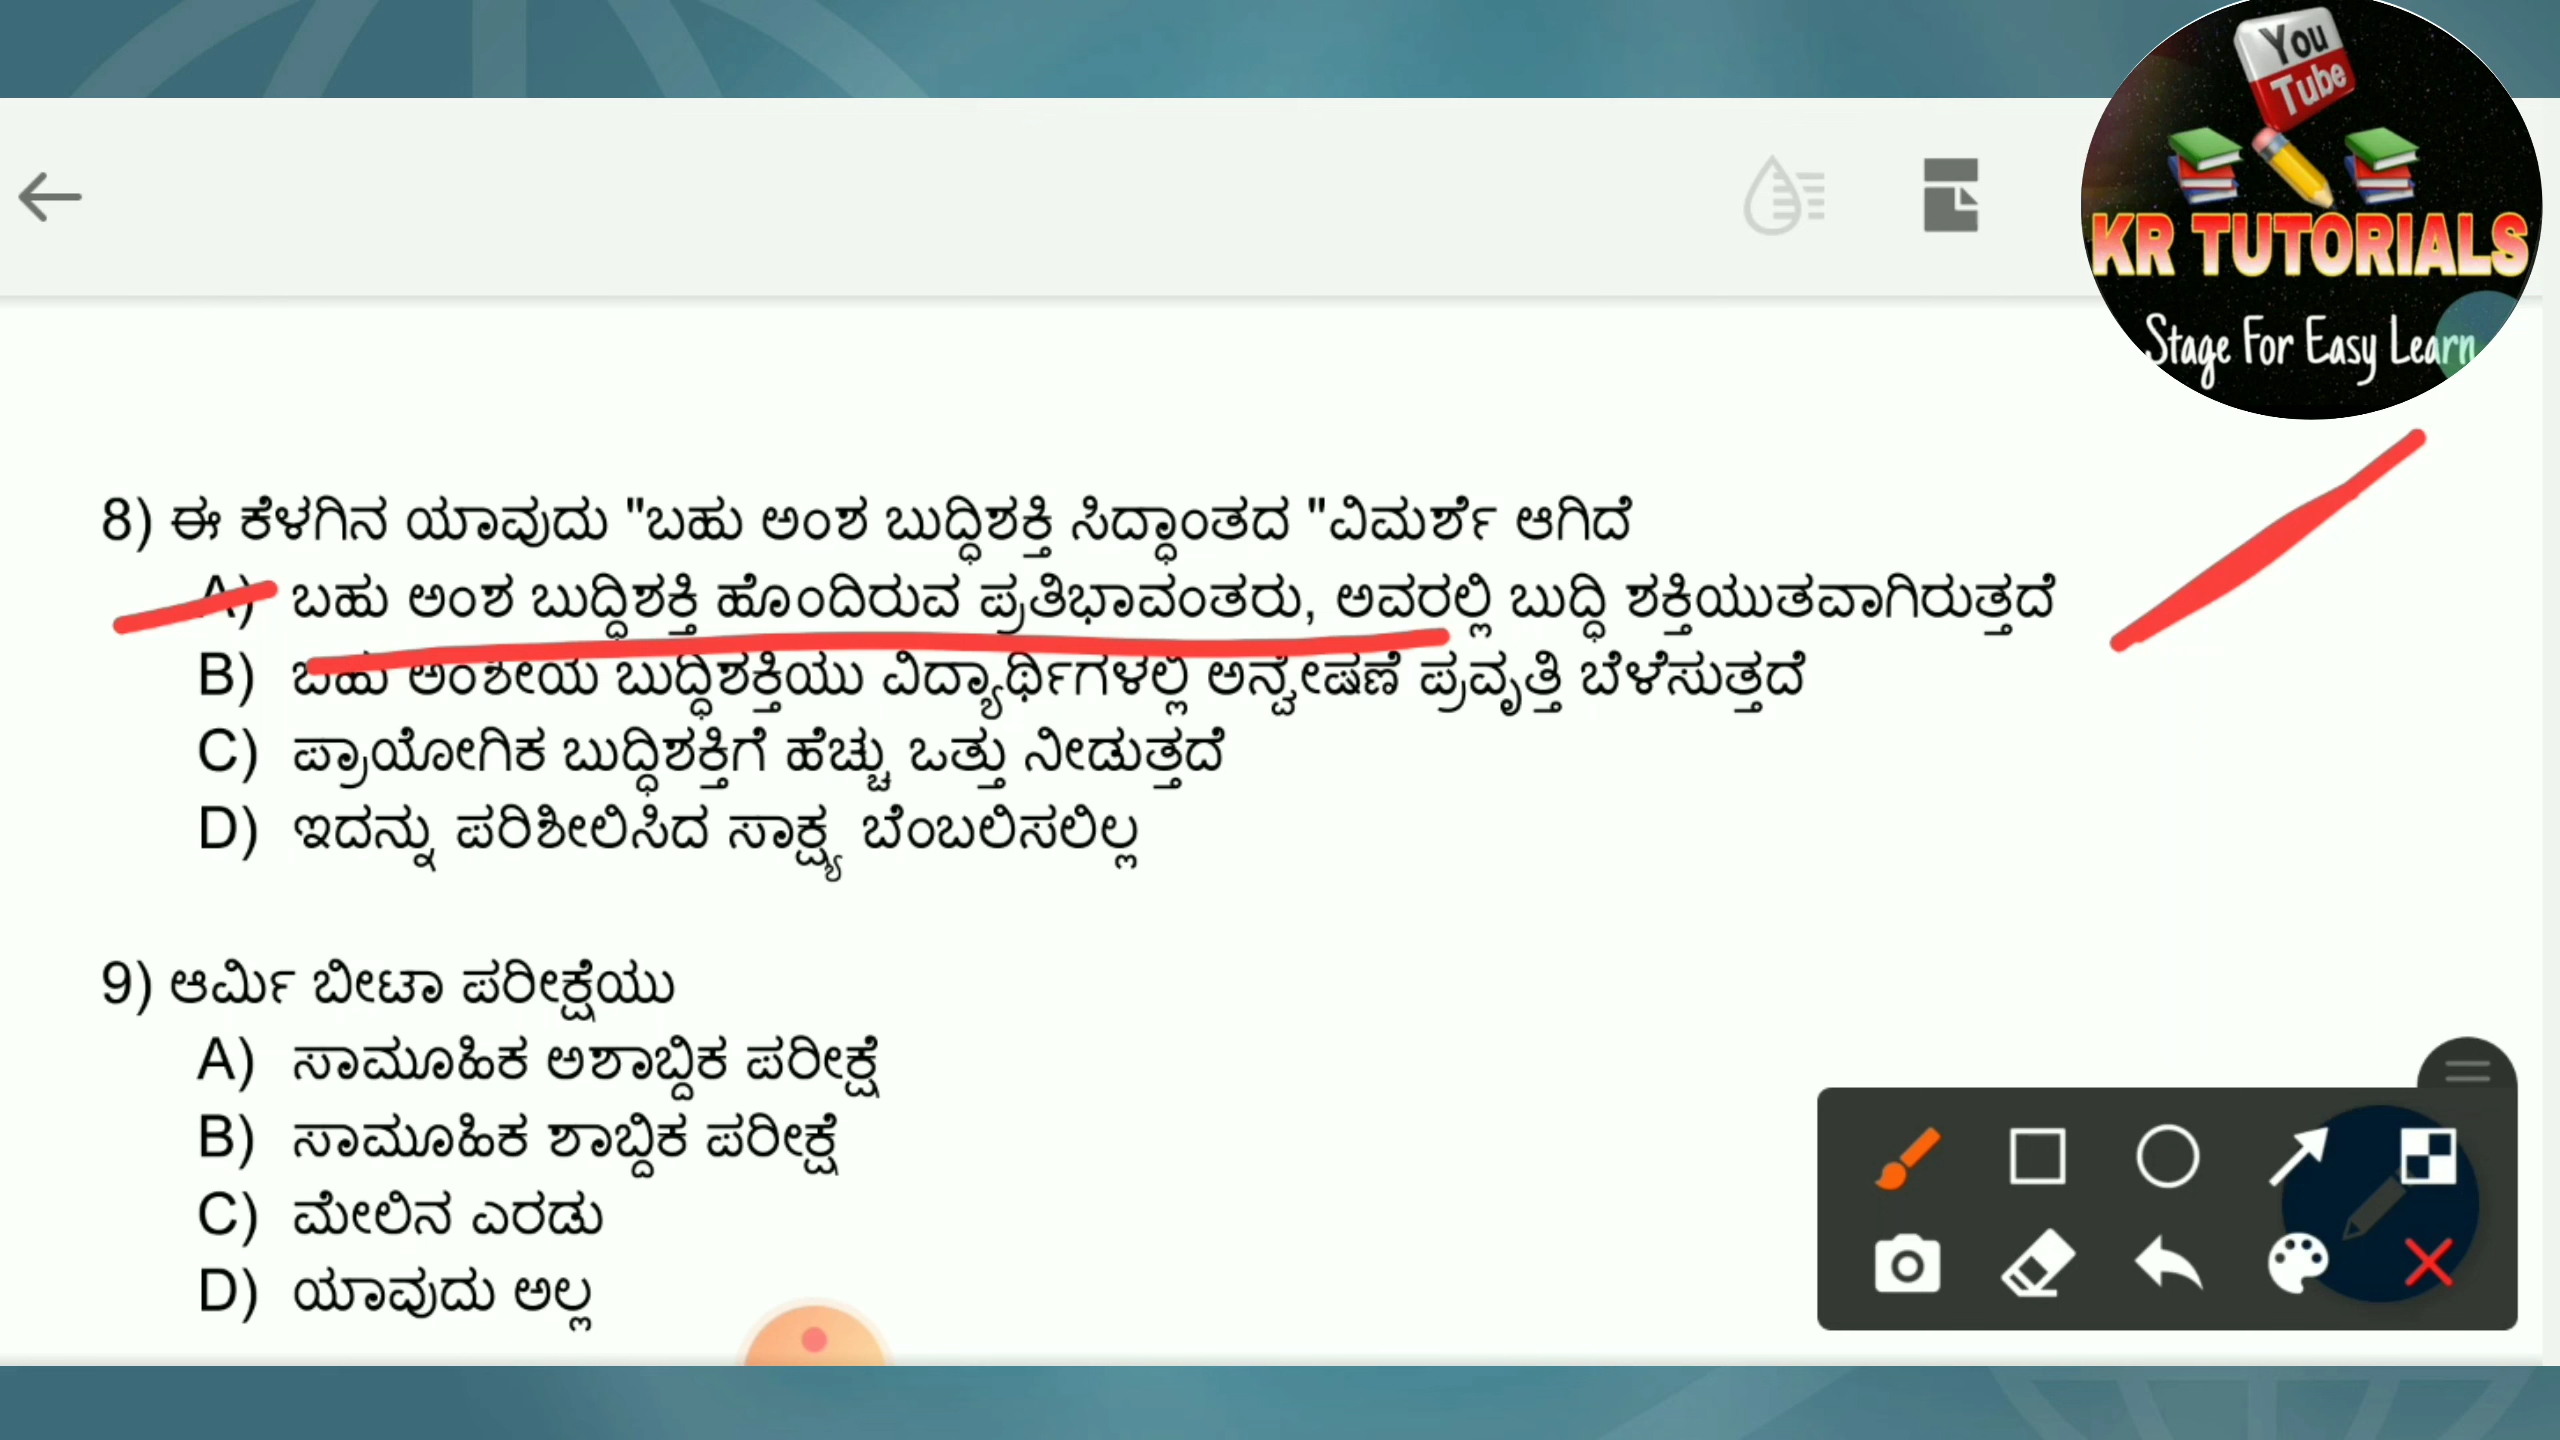 You
Tube
KR TUTORIALS
Stage For Easy Learn
8) ಈ ಕೆಳಗಿನ ಯಾವುದು "ಬಹು ಅಂಶ ಬುದ್ಧಿಶಕ್ತಿ ಸಿದ್ಧಾಂತದ "ವಿಮರ್ಶೆ ಆಗಿದೆ
A) ಬಹು ಅಂಶ ಬುದ್ಧಿಶಕ್ತಿ ಹೊಂದಿರುವ ಪ್ರತಿಭಾವಂತರು, ಅವರಲ್ಲಿ ಬುದ್ಧಿ ಶಕ್ತಿಯುತವಾಗಿರುತ್ತದೆ
B) ಬಹು ಅಂಶೀಯ ಬುದ್ಧಿಶಕ್ತಿಯು ವಿದ್ಯಾರ್ಥಿಗಳಲ್ಲಿ ಅನ್ವೇಷಣೆ ಪ್ರವೃತ್ತಿ ಬೆಳೆಸುತ್ತದೆ
C) ಪ್ರಾಯೋಗಿಕ ಬುದ್ಧಿಶಕ್ತಿಗೆ ಹೆಚ್ಚು ಒತ್ತು ನೀಡುತ್ತದೆ
D) ಇದನ್ನು ಪರಿಶೀಲಿಸಿದ ಸಾಕ್ಷ್ಯ ಬೆಂಬಲಿಸಲಿಲ್ಲ
9) ಆರ್ಮಿ ಬೀಟಾ ಪರೀಕ್ಷೆಯು
A) ಸಾಮೂಹಿಕ ಅಶಾಬ್ದಿಕ ಪರೀಕ್ಷೆ
B) ಸಾಮೂಹಿಕ ಶಾಬ್ದಿಕ ಪರೀಕ್ಷೆ
C) ಮೇಲಿನ ಎರಡು
D) ಯಾವುದು ಅಲ್ಲ